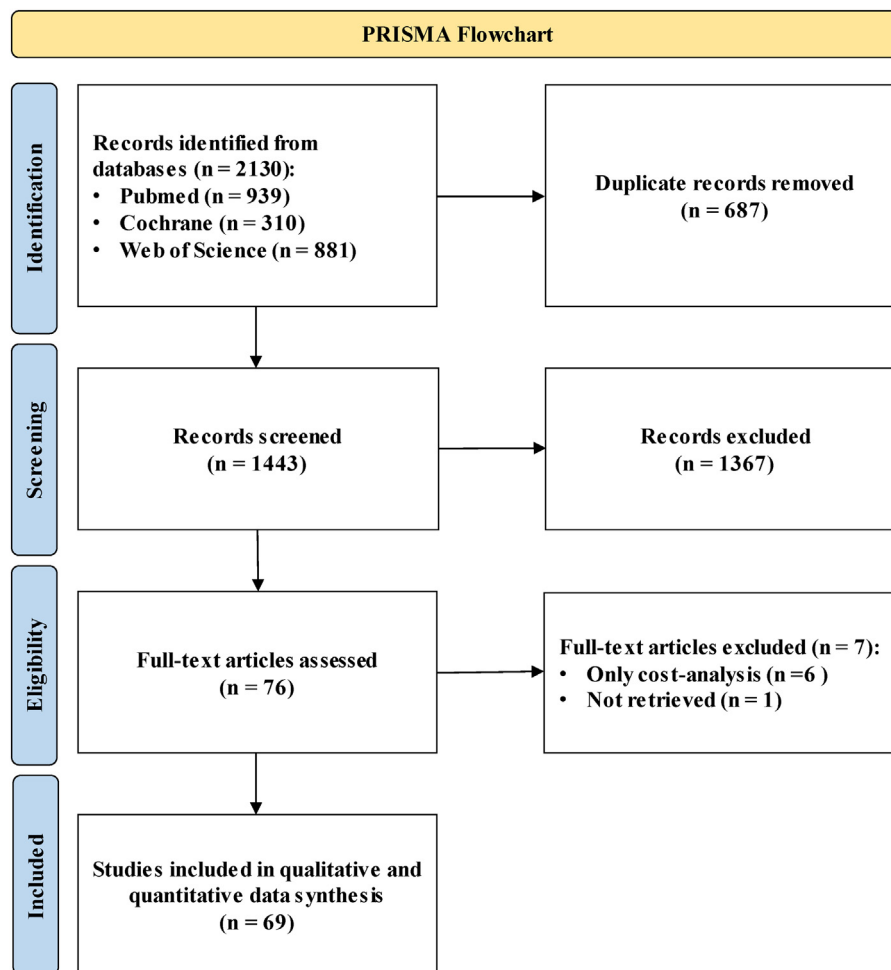 PRISMA Flowchart
Identification
Records identified from
databases (n = 2130):
• Pubmed (n = 939)
• Cochrane (n = 310)
• Web of Science (n = 881)
Duplicate records removed
(n = 687)
Screening
Records screened
(n = 1443)
Records excluded
(n = 1367)
Eligibility
Full-text articles assessed
(n = 76)
Full-text articles excluded (n = 7):
• Only cost-analysis (n =6 )
• Not retrieved (n = 1)
Included
Studies included in qualitative and
quantitative data synthesis
(n = 69)